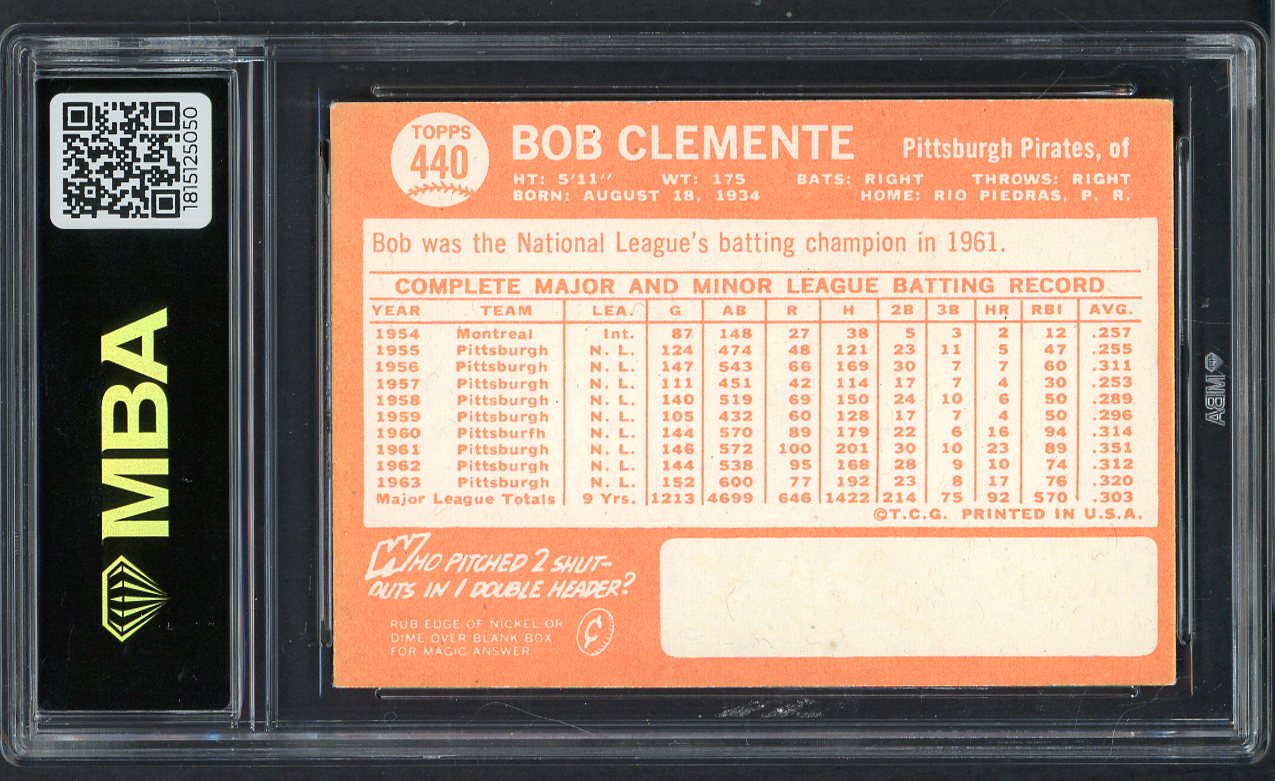 1815125050
MBA
TOPPS
440
BOB CLEMENTE
Pittsburgh Pirates, of
HT: 5'11" WT: 175 BATS: RIGHT THROWS: RIGHT
BORN: AUGUST 18, 1934 HOME: RIO PIEDRAS, P. R.
Bob was the National League's batting champion in 1961.
COMPLETE MAJOR AND MINOR LEAGUE BATTING RECORD
YEAR TEAM LEA. G AB R H 2B 3B HR RBI AVG.
1954 Montreal Int. 87 148 27 38 5 3 2 12 .257
1955 Pittsburgh N. L. 124 474 48 121 23 11 5 47 .255
1956 Pittsburgh N. L. 147 543 66 169 30 7 7 60 .311
1957 Pittsburgh N. L. 111 451 42 114 17 7 4 30 .253
1958 Pittsburgh N. L. 140 519 69 150 24 10 6 50 .289
1959 Pittsburgh N. L. 105 432 60 128 17 7 4 50 .296
1960 Pittsburfh N. L. 144 570 89 179 22 6 16 94 .314
1961 Pittsburgh N. L. 146 572 100 201 30 10 23 89 .351
1962 Pittsburgh N. L. 144 538 95 168 28 9 10 74 .312
1963 Pittsburgh N. L. 152 600 77 192 23 8 17 76 .320
Major League Totals 9 Yrs. 1213 4699 646 1422 214 75 92 570 .303
©T.C.G. PRINTED IN U.S.A.
WHO PITCHED 2 SHUT-
OUTS IN 1 DOUBLE HEADER?
RUB EDGE OF NICKEL OR
DIME OVER BLANK BOX
FOR MAGIC ANSWER
¢
MBA